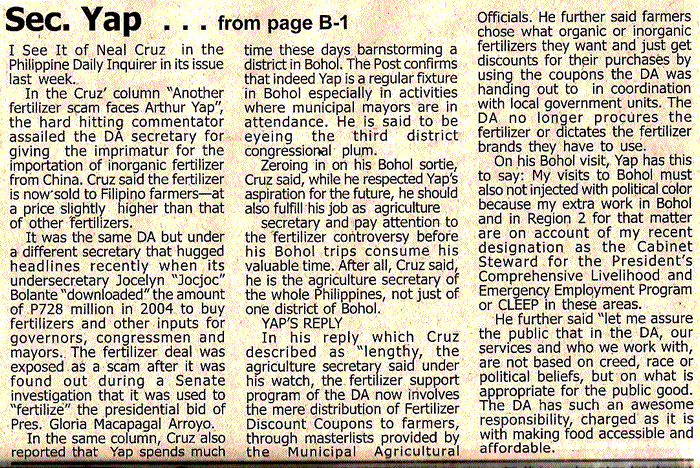 Sec. Yap . . . from page B-1
I See It of Neal Cruz in the
Philippine Daily Inquirer in its issue
last week.
In the Cruz' column "Another
fertilizer scam faces Arthur Yap",
the hard hitting commentator
assailed the DA secretary for
giving the imprimatur for the
importation of inorganic fertilizer
from China. Cruz said the fertilizer
is now sold to Filipino farmers—at
a price slightly higher than that
of other fertilizers.
It was the same DA but under
a different secretary that hugged
headlines recently when its
undersecretary Jocelyn "Jocjoc"
Bolante "downloaded" the amount
of P728 million in 2004 to buy
fertilizers and other inputs for
governors, congressmen and
mayors. The fertilizer deal was
exposed as a scam after it was
found out during a Senate
investigation that it was used to
"fertilize" the presidential bid of
Pres. Gloria Macapagal Arroyo.
In the same column, Cruz also
reported that Yap spends much
time these days barnstorming a
district in Bohol. The Post confirms
that indeed Yap is a regular fixture
in Bohol especially in activities
where municipal mayors are in
attendance. He is said to be
eyeing the third district
congressional plum.
Zeroing in on his Bohol sortie,
Cruz said, while he respected Yap's
aspiration for the future, he should
also fulfill his job as agriculture
secretary and pay attention to
the fertilizer controversy before
his Bohol trips consume his
valuable time. After all, Cruz said,
he is the agriculture secretary of
the whole Philippines, not just of
one district of Bohol.
YAP'S REPLY
In his reply which Cruz
described as "lengthy, the
agriculture secretary said under
his watch, the fertilizer support
program of the DA now involves
the mere distribution of Fertilizer
Discount Coupons to farmers,
through masterlists provided by
the Municipal Agricultural
Officials. He further said farmers
chose what organic or inorganic
fertilizers they want and just get
discounts for their purchases by
using the coupons the DA was
handing out to in coordination
with local government units. The
DA no longer procures the
fertilizer or dictates the fertilizer
brands they have to use.
On his Bohol visit, Yap has this
to say: My visits to Bohol must
also not injected with political color
because my extra work in Bohol
and in Region 2 for that matter
are on account of my recent
designation as the Cabinet
Steward for the President's
Comprehensive Livelihood and
Emergency Employment Program
or CLEEP in these areas.
He further said "let me assure
the public that in the DA, our
services and who we work with,
are not based on creed, race or
political beliefs, but on what is
appropriate for the public good.
The DA has such an awesome
responsibility, charged as it is
with making food accessible and
affordable.